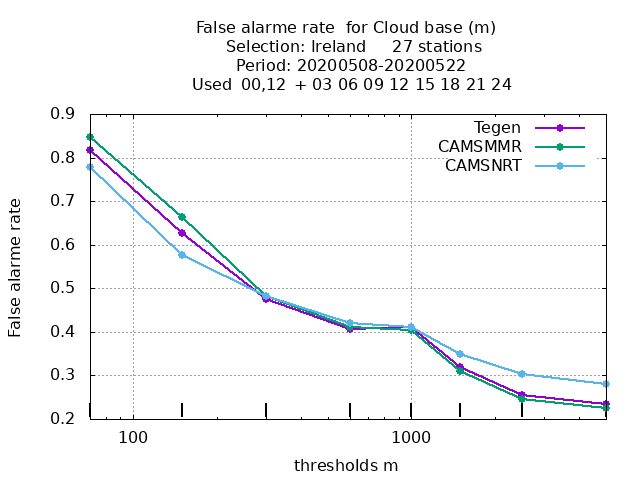 False alarme rate  for Cloud base (m)
Selection: Ireland     27 stations
Period: 20200508-20200522
Used  00,12  + 03 06 09 12 15 18 21 24
0.9
0.8
0.7
0.6
0.5
0.4
0.3
0.2
False alarme rate
Tegen
CAMSMMR
CAMSNRT
100
1000
thresholds m